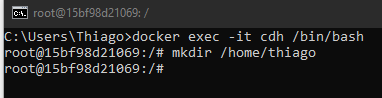 root@15bf98d21069: /
C:\Users\Thiago>docker exec -it cdh /bin/bash
root@15bf98d21069:/# mkdir /home/thiago
root@15bf98d21069:/#